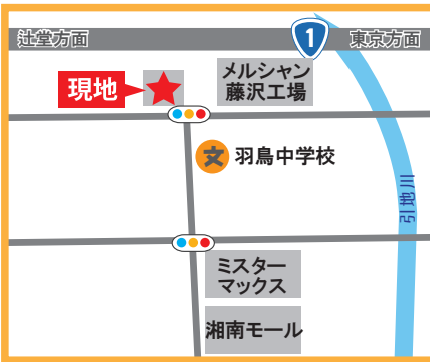 辻堂方面
1
東京方面
メルシャン
藤沢工場
現地
文
羽鳥中学校
引地川
ミスター
マックス
湘南モール